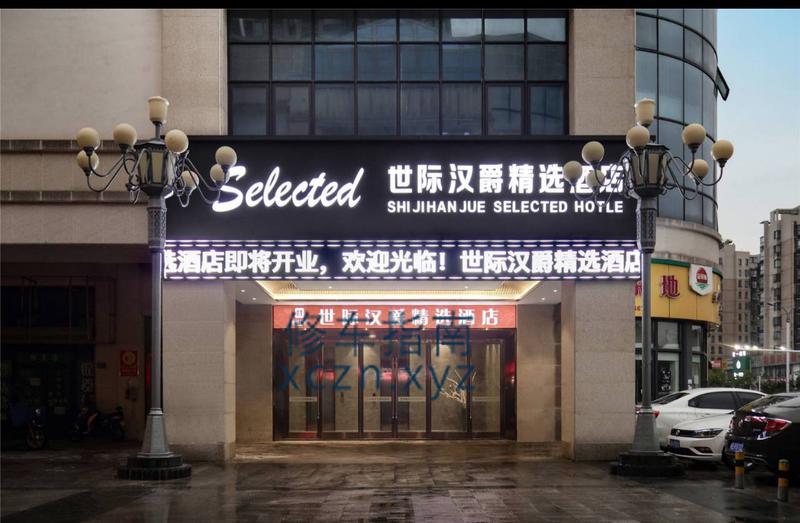 Selected
世际汉爵精选酒店
SHIJIHANJUE SELECTED HOTLE
选酒店即将开业，欢迎光临！世际汉爵精选酒店
世际汉爵精选酒店
修车指南
xczn.xyz
地